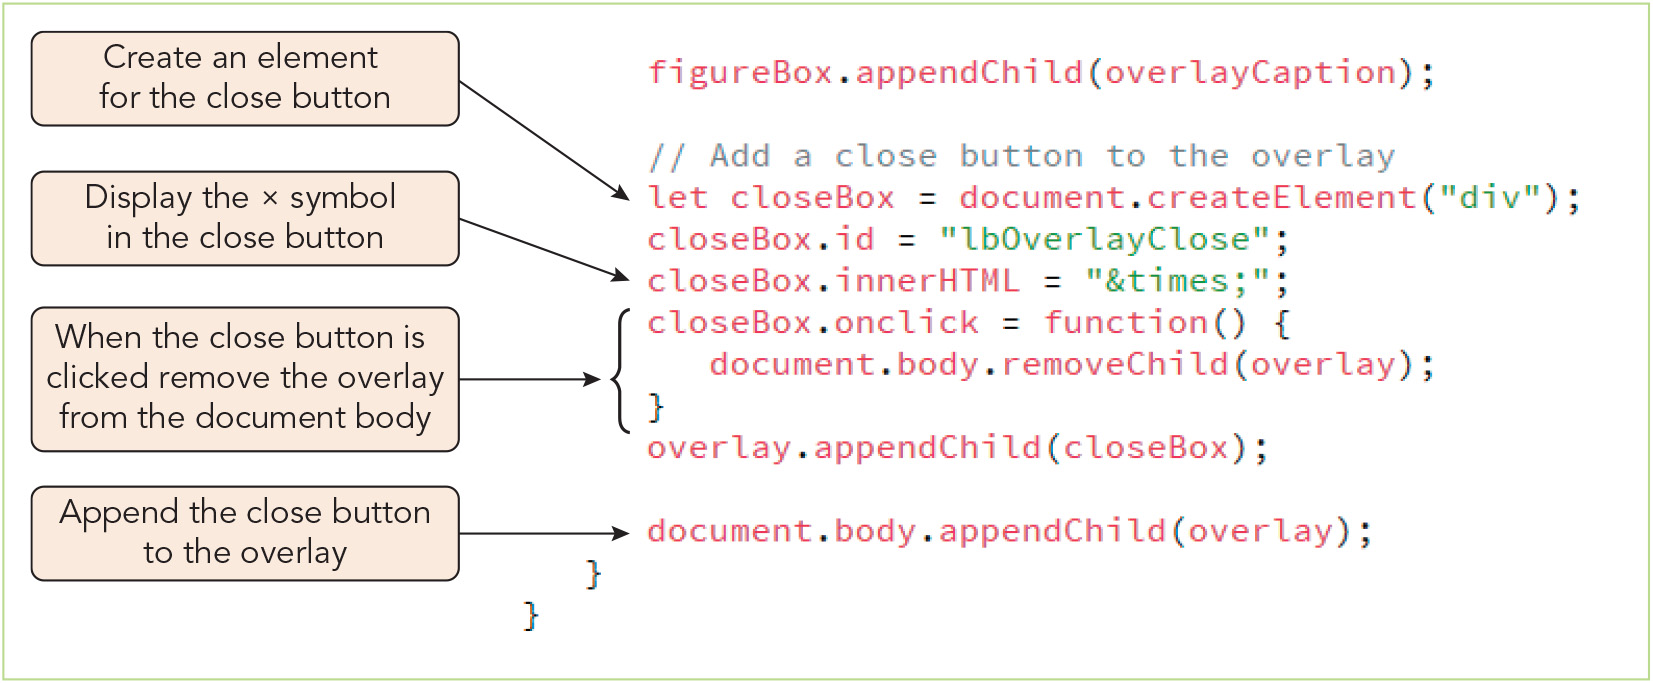 Create an element
for the close button
Display the × symbol
in the close button
When the close button is
clicked remove the overlay
from the document body
Append the close button
to the overlay
figureBox.appendChild(overlayCaption);
// Add a close button to the overlay
let closeBox = document.createElement("div");
closeBox.id = "lbOverlayClose";
closeBox.innerHTML = "&times;";
closeBox.onclick = function() {
   document.body.removeChild(overlay);
}
overlay.appendChild(closeBox);
document.body.appendChild(overlay);
}
}